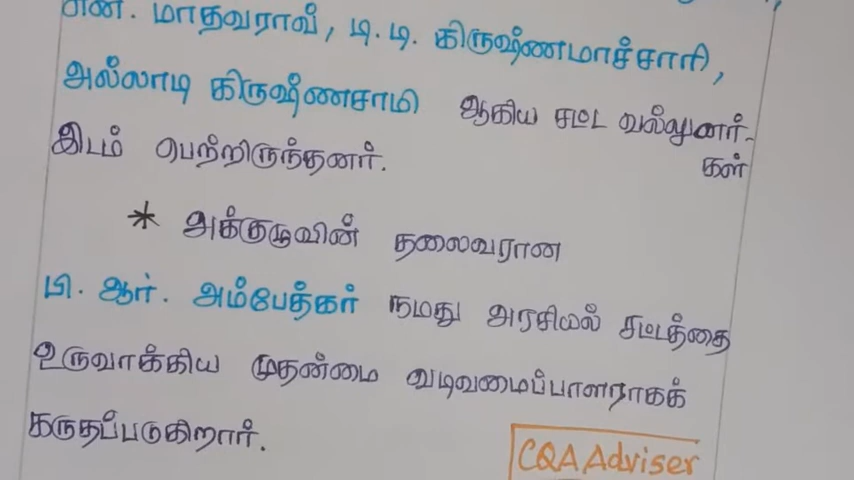 என். மாதவராவ், டி.டி. கிருஷ்ணமாச்சாரி,
அல்லாடி கிருஷ்ணசாமி ஆகிய சட்ட வல்லுனர்-
கள்
இடம் பெற்றிருந்தனர்.
* அக்குழுவின் தலைவரான
பி. ஆர். அம்பேத்கர் நமது அரசியல் சட்டத்தை
உருவாக்கிய முதன்மை வடிவமைப்பாளராகக்
கருதப்படுகிறார்.
CQA Adviser